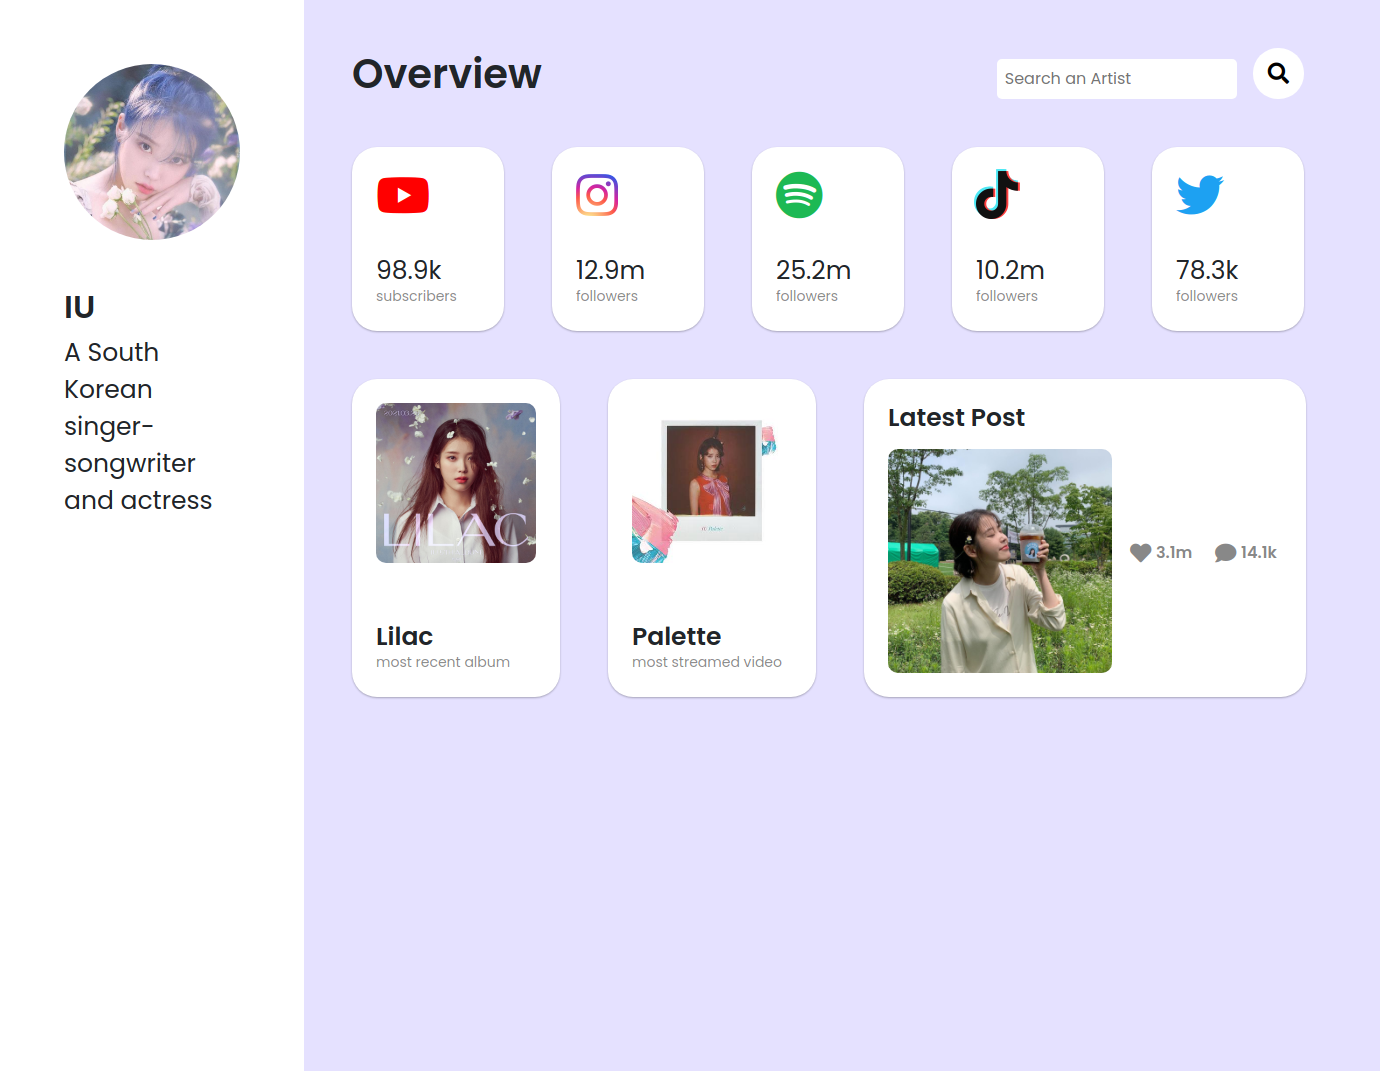 Overview
Search an Artist
IU
A South
Korean
singer-
songwriter
and actress
98.9k
subscribers
12.9m
followers
25.2m
followers
10.2m
followers
78.3k
followers
LILAC
Lilac
most recent album
IU Palette
Palette
most streamed video
Latest Post
3.1m
14.1k